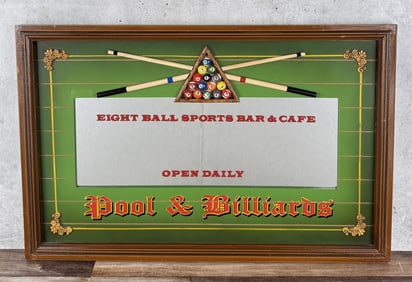 EIGHT BALL SPORTS BAR & CAFE
OPEN DAILY
Pool & Billiards